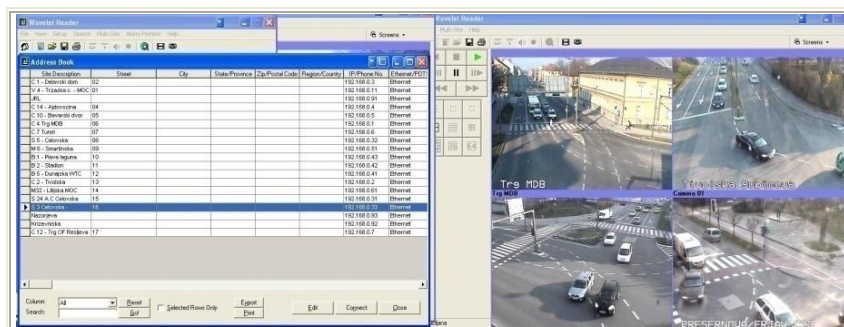 Wavelet Reader
File View Setup Search Multi-Site Alarm Monitor Help
Screens
Address Book
Site Description Street City State/Province Zip/Postal Code Region/Country IP/Phone No. Ethernet/POTS
C 1 - Delavski dom 02 192.168.0.3 Ethernet
V 4 - Trzaska c. - MOC 01 192.168.0.11 Ethernet
JRL 192.168.0.91 Ethernet
C 14 - Ajdovscina 04 192.168.0.4 Ethernet
C 10 - Bavarski dvor 05 192.168.0.5 Ethernet
C 4 Trg MDB 06 192.168.0.1 Ethernet
C 7 Tunel 07 192.168.0.6 Ethernet
S 5 - Celovska 08 192.168.0.32 Ethernet
M 6 - Smartinska 09 192.168.0.51 Ethernet
B 1 - Plava laguna 10 192.168.0.43 Ethernet
B 2 - Stadion 11 192.168.0.42 Ethernet
B 5 - Dunajska WTC 12 192.168.0.41 Ethernet
C 2 - Tivolska 13 192.168.0.2 Ethernet
M32 - Litijska MOC 14 192.168.0.61 Ethernet
S 24 A.C Celovska 15 192.168.0.31 Ethernet
S 3 Celovska - 16 192.168.0.33 Ethernet
Nazorjeva 192.168.0.93 Ethernet
Krizevniska 192.168.0.92 Ethernet
C 12 - Trg OF Resljeva 17 192.168.0.7 Ethernet
Column: All Reset Selected Rows Only Export Edit Connect Close
Search: Go! Print
Wavelet Reader
Multi-Site Help
Screens
Trg MDB
Tivolska
Trg MDB Camera 01